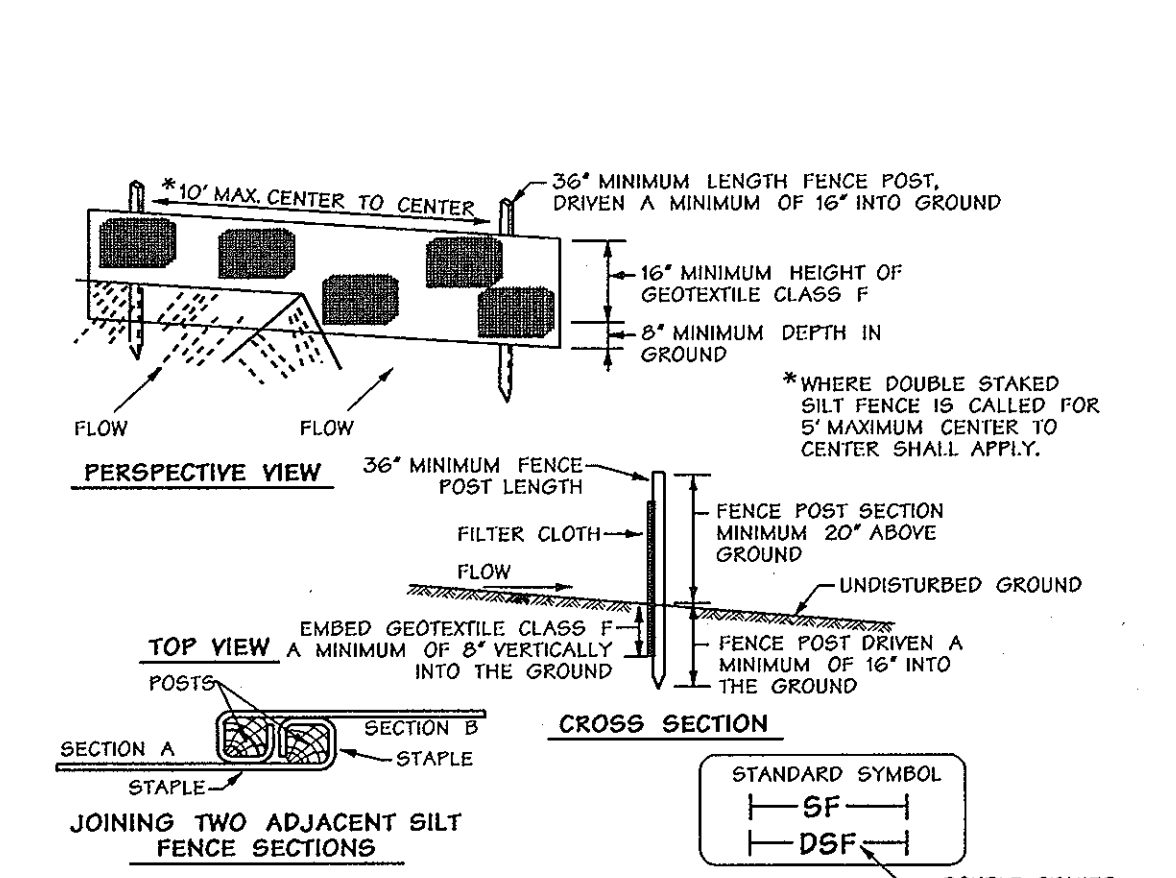 *10' MAX. CENTER TO CENTER
36" MINIMUM LENGTH FENCE POST,
DRIVEN A MINIMUM OF 16" INTO GROUND
16" MINIMUM HEIGHT OF
GEOTEXTILE CLASS F
8" MINIMUM DEPTH IN
GROUND
FLOW
FLOW
*WHERE DOUBLE STAKED
SILT FENCE IS CALLED FOR
5' MAXIMUM CENTER TO
CENTER SHALL APPLY.
PERSPECTIVE VIEW
36" MINIMUM FENCE
POST LENGTH
FILTER CLOTH
FLOW
FENCE POST SECTION
MINIMUM 20" ABOVE
GROUND
UNDISTURBED GROUND
EMBED GEOTEXTILE CLASS F
A MINIMUM OF 8" VERTICALLY
INTO THE GROUND
FENCE POST DRIVEN A
MINIMUM OF 16" INTO
THE GROUND
CROSS SECTION
TOP VIEW
POSTS
SECTION B
SECTION A
STAPLE
STAPLE
JOINING TWO ADJACENT SILT
FENCE SECTIONS
STANDARD SYMBOL
SF
DSF